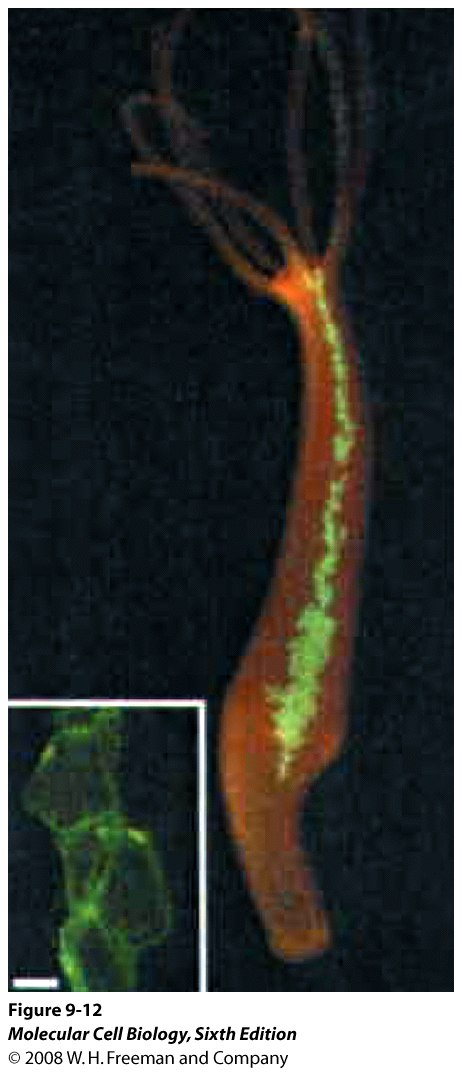 Figure 9-12
Molecular Cell Biology, Sixth Edition
© 2008 W. H. Freeman and Company